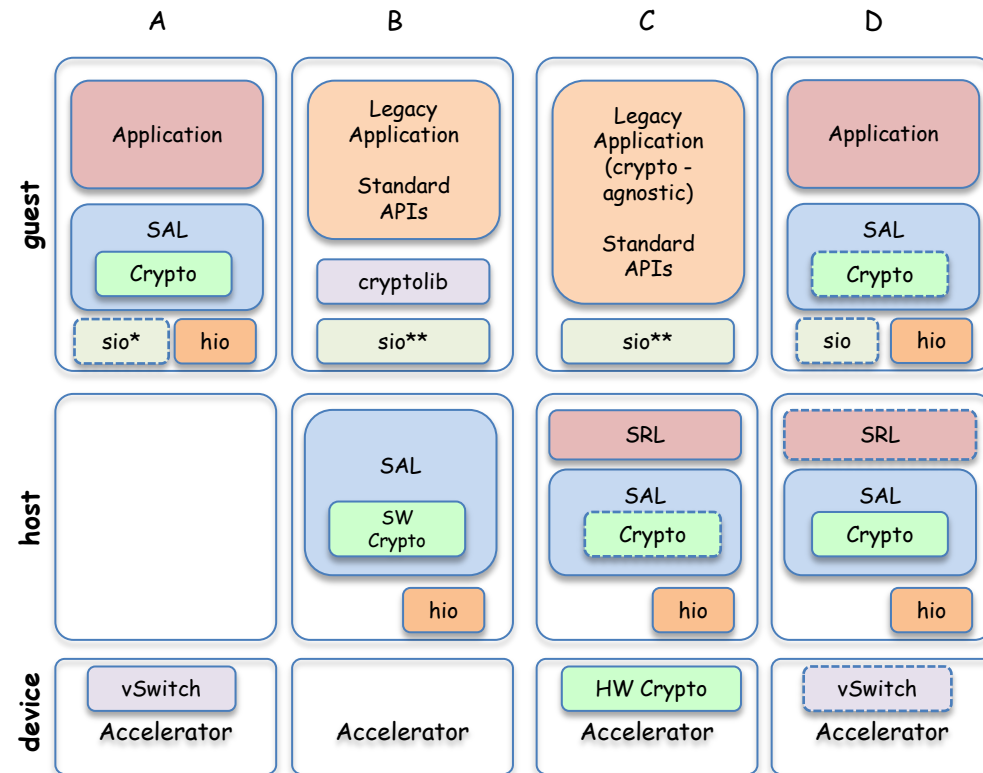 A
B
C
D
guest
Application
SAL
Crypto
sio*
hio
Legacy
Application
Standard
APIs
cryptolib
sio**
Legacy
Application
(crypto -
agnostic)
Standard
APIs
sio**
Application
SAL
Crypto
sio
hio
host
SAL
SW
Crypto
hio
SRL
SAL
Crypto
hio
SRL
SAL
Crypto
hio
device
vSwitch
Accelerator
Accelerator
HW Crypto
Accelerator
vSwitch
Accelerator